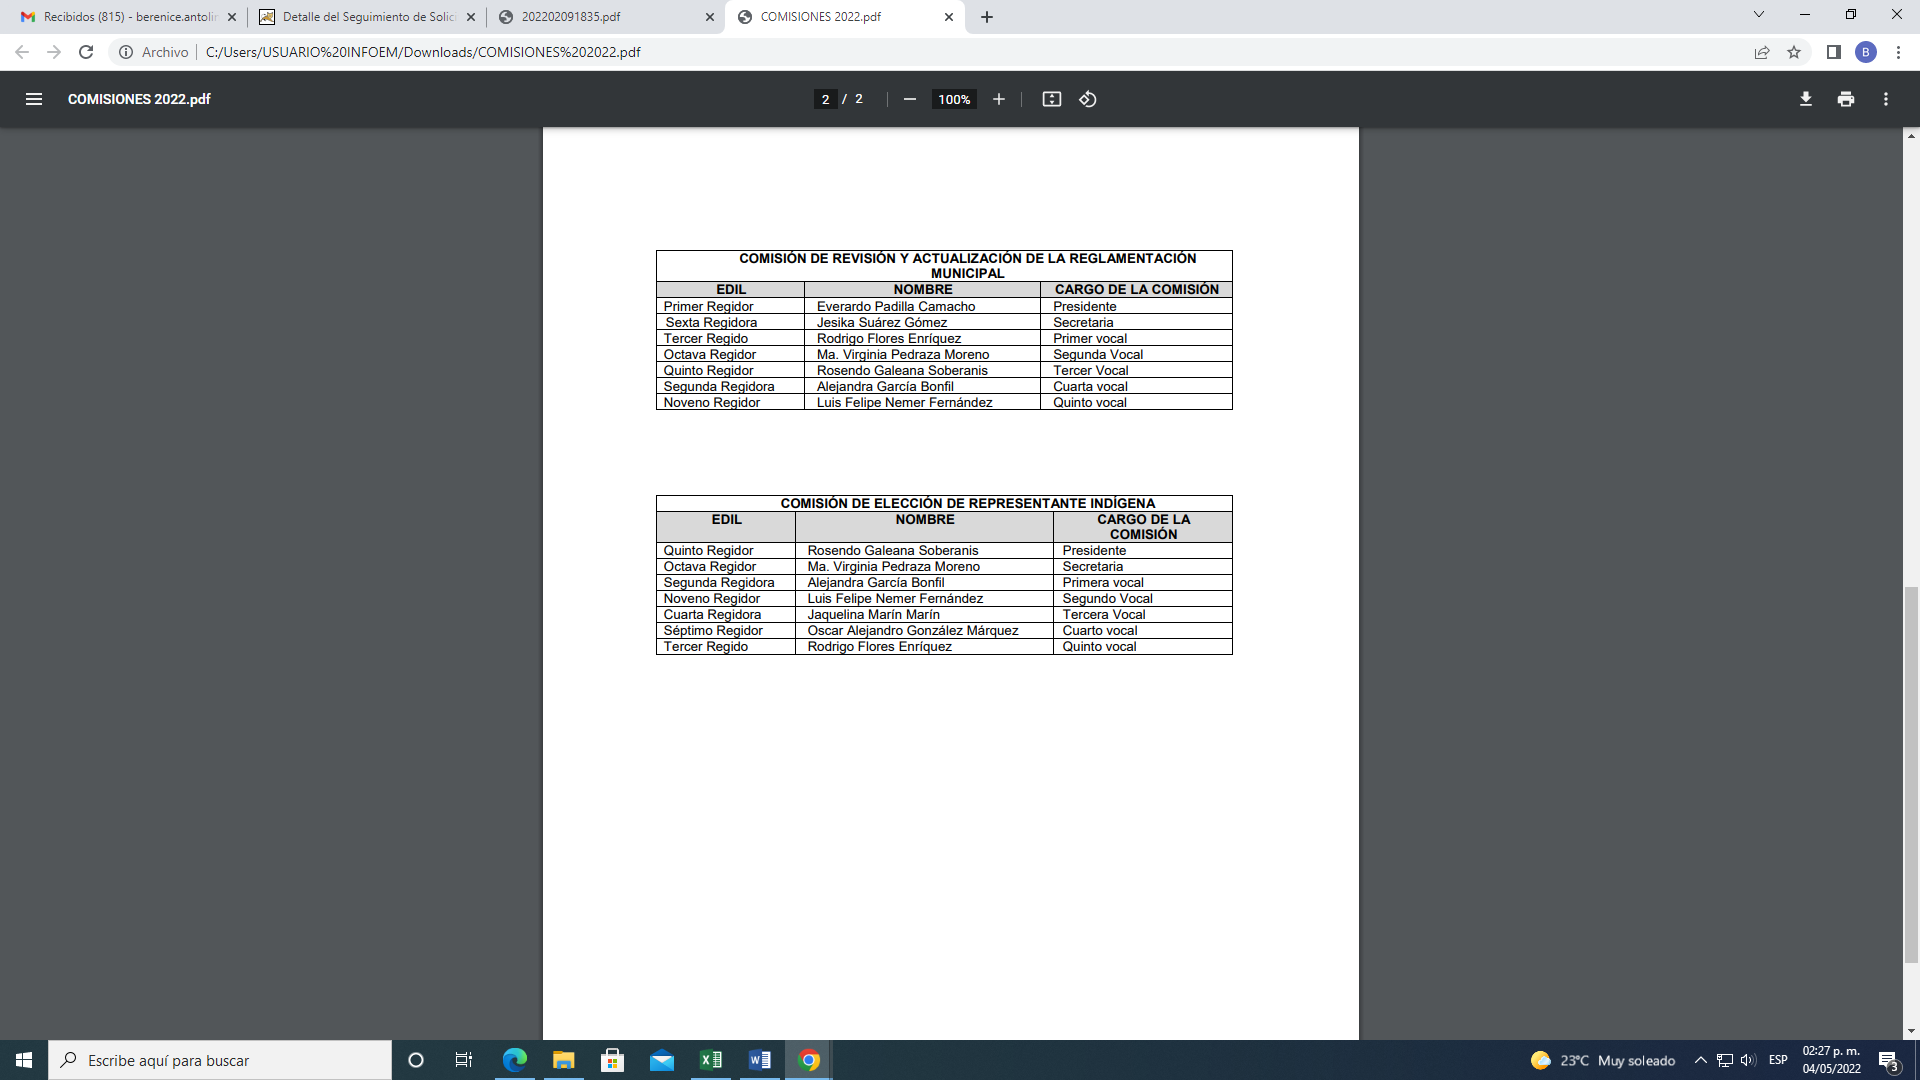 Recibidos (815) - berenice.antolin
Detalle del Seguimiento de Solici
202202091835.pdf
COMISIONES 2022.pdf
Archivo
C:/Users/USUARIO%20INFOEM/Downloads/COMISIONES%202022.pdf
B
COMISIONES 2022.pdf
2 / 2
100%
COMISIÓN DE REVISIÓN Y ACTUALIZACIÓN DE LA REGLAMENTACIÓN
MUNICIPAL
EDIL NOMBRE CARGO DE LA COMISIÓN
Primer Regidor Everardo Padilla Camacho Presidente
Sexta Regidora Jesika Suárez Gómez Secretaria
Tercer Regido Rodrigo Flores Enríquez Primer vocal
Octava Regidor Ma. Virginia Pedraza Moreno Segunda Vocal
Quinto Regidor Rosendo Galeana Soberanis Tercer Vocal
Segunda Regidora Alejandra García Bonfil Cuarta vocal
Noveno Regidor Luis Felipe Nemer Fernández Quinto vocal
COMISIÓN DE ELECCIÓN DE REPRESENTANTE INDÍGENA
EDIL NOMBRE CARGO DE LA
COMISIÓN
Quinto Regidor Rosendo Galeana Soberanis Presidente
Octava Regidor Ma. Virginia Pedraza Moreno Secretaria
Segunda Regidora Alejandra García Bonfil Primera vocal
Noveno Regidor Luis Felipe Nemer Fernández Segundo Vocal
Cuarta Regidora Jaquelina Marín Marín Tercera Vocal
Séptimo Regidor Oscar Alejandro González Márquez Cuarto vocal
Tercer Regido Rodrigo Flores Enríquez Quinto vocal
Escribe aquí para buscar
23°C Muy soleado
ESP
02:27 p. m.
04/05/2022
3